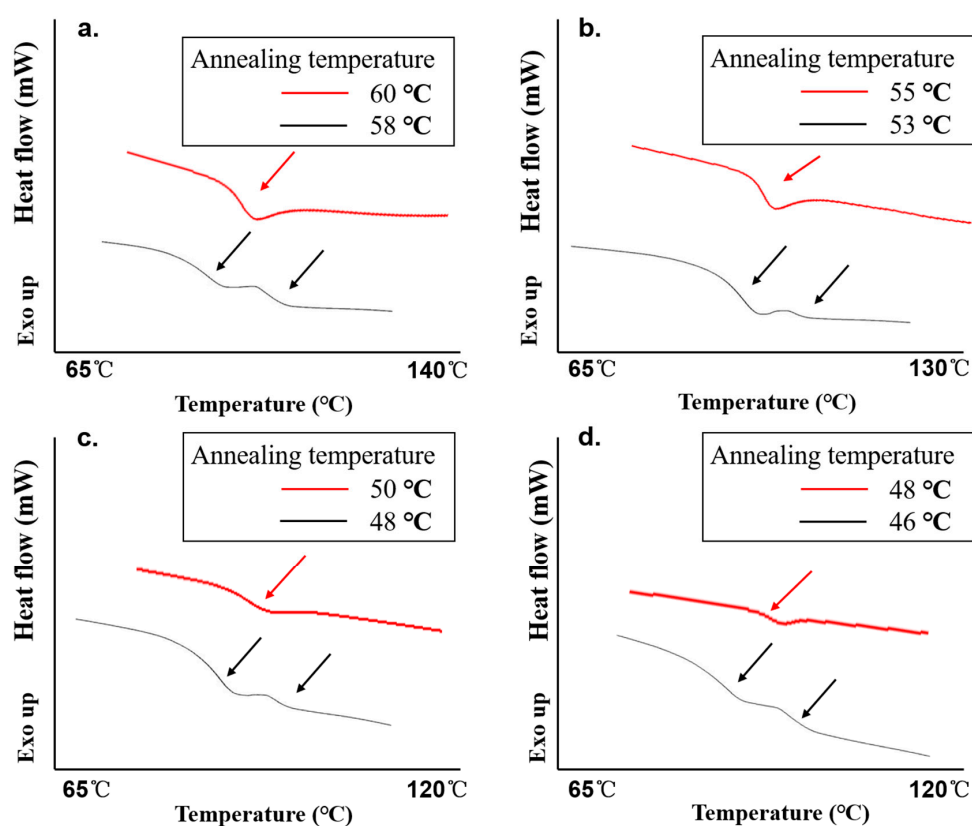 a.
Annealing temperature
60 °C
58 °C
Heat flow (mW)
Exo up
65℃
140℃
Temperature (°C)
b.
Annealing temperature
55 °C
53 °C
Heat flow (mW)
Exo up
65℃
130℃
Temperature (°C)
c.
Annealing temperature
50 °C
48 °C
Heat flow (mW)
Exo up
65℃
120℃
Temperature (°C)
d.
Annealing temperature
48 °C
46 °C
Heat flow (mW)
Exo up
65℃
120℃
Temperature (°C)